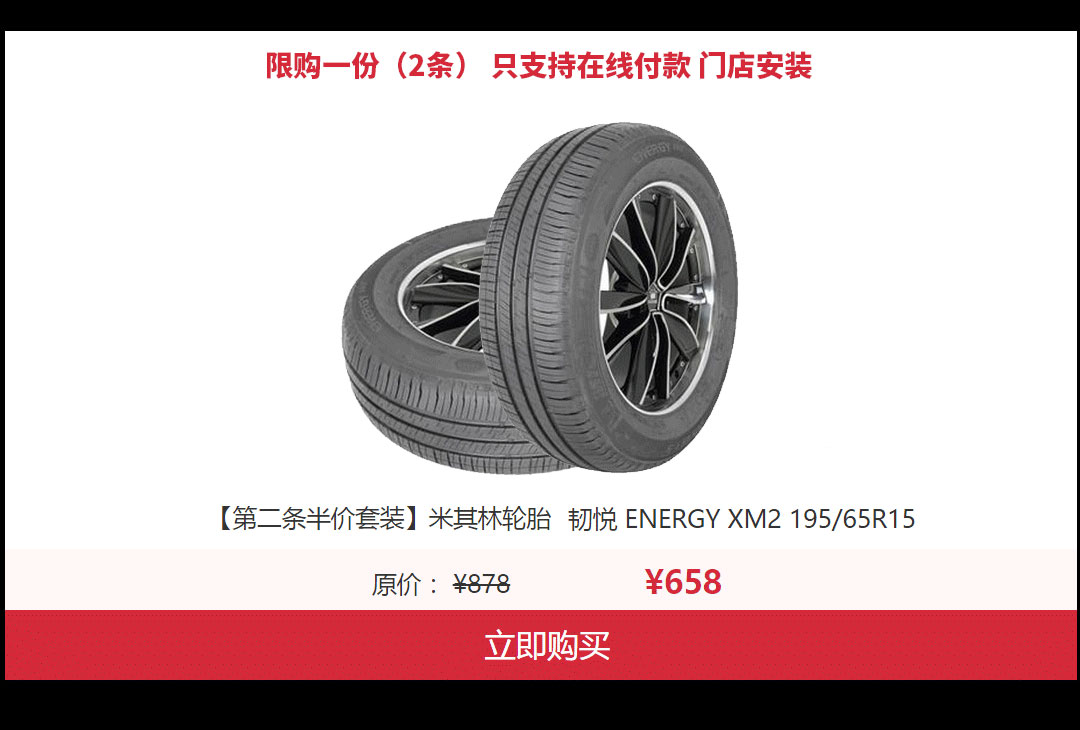 限购一份（2条） 只支持在线付款 门店安装
ENERGY
【第二条半价套装】米其林轮胎 韧悦 ENERGY XM2 195/65R15
原价： ¥878 ¥658
立即购买